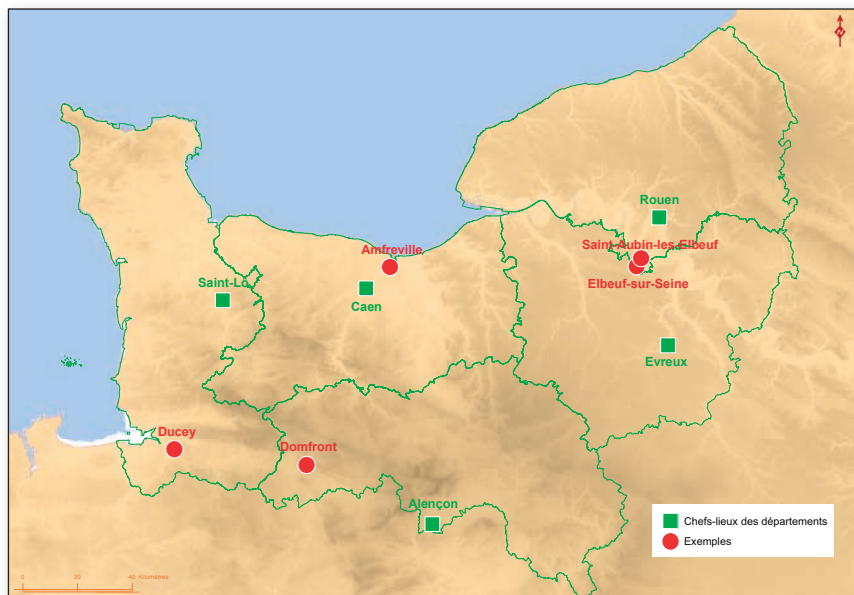 N
Rouen
Saint-Aubin-les-Elbeuf
Amfreville
Saint-Lo
Elbeuf-sur-Seine
Caen
Evreux
Ducey
Domfront
Alençon
Chefs-lieux des départements
Exemples
0 20 40 Kilomètres